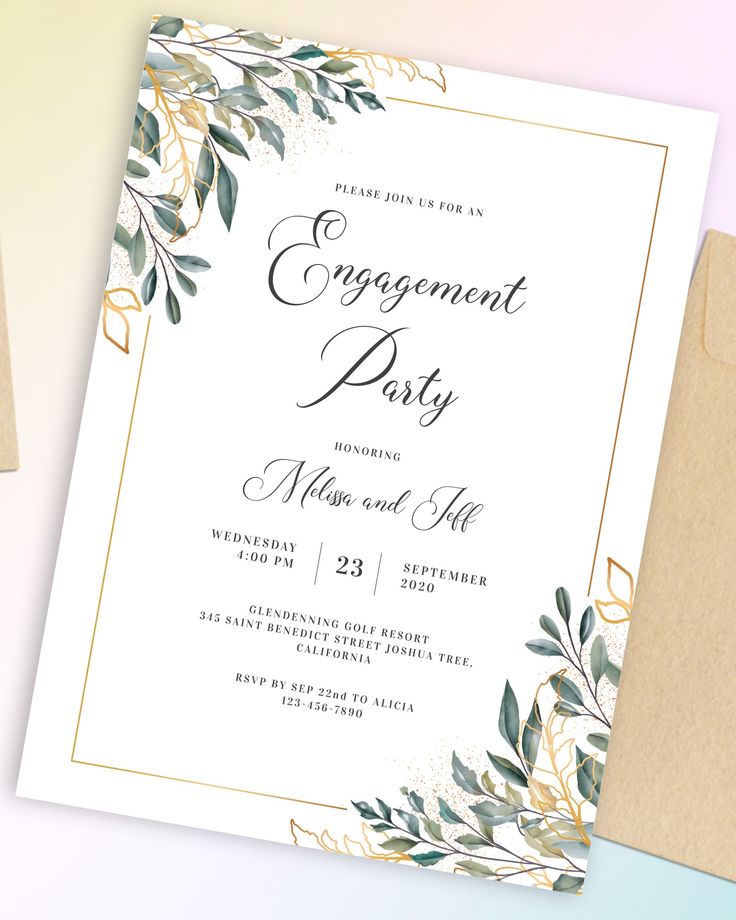 PLEASE JOIN US FOR AN
Engagement
Party
HONORING
Melissa and Jeff
WEDNESDAY
4:00 PM
23
SEPTEMBER
2020
GLENDENNING GOLF RESORT
345 SAINT BENEDICT STREET JOSHUA TREE,
CALIFORNIA
RSVP BY SEP 22nd TO ALICIA
123-456-7890